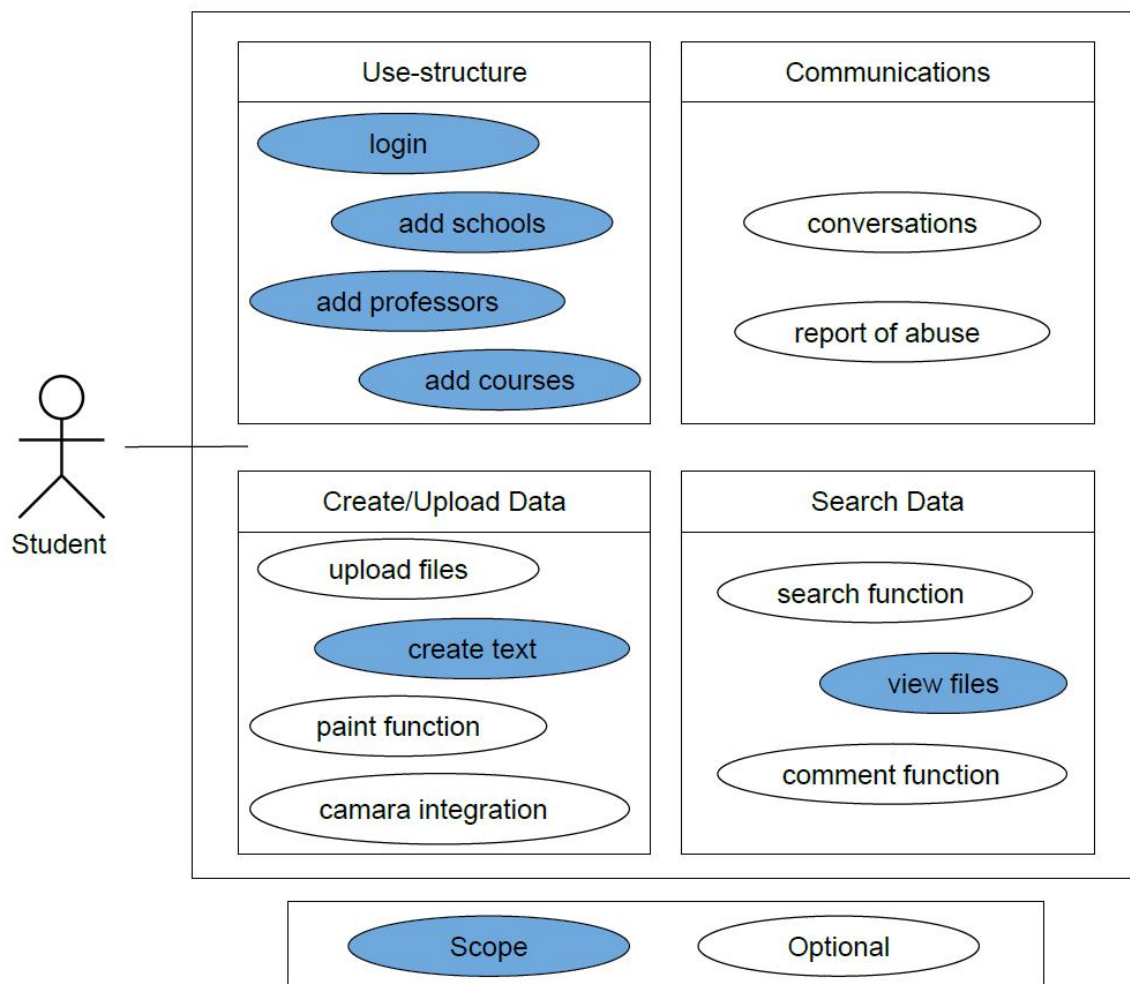 Use-structure
login
add schools
add professors
add courses
Communications
conversations
report of abuse
Student
Create/Upload Data
upload files
create text
paint function
camara integration
Search Data
search function
view files
comment function
Scope
Optional